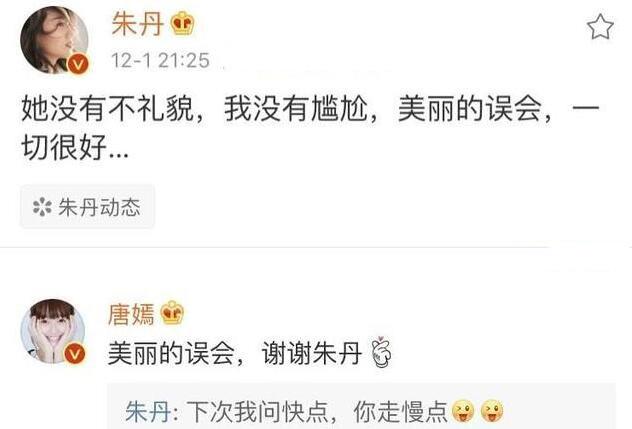 朱丹
12-1 21:25
她没有不礼貌，我没有尴尬，美丽的误会，一
切很好...
朱丹动态
唐嫣
美丽的误会，谢谢朱丹
朱丹: 下次我问快点，你走慢点😜😜